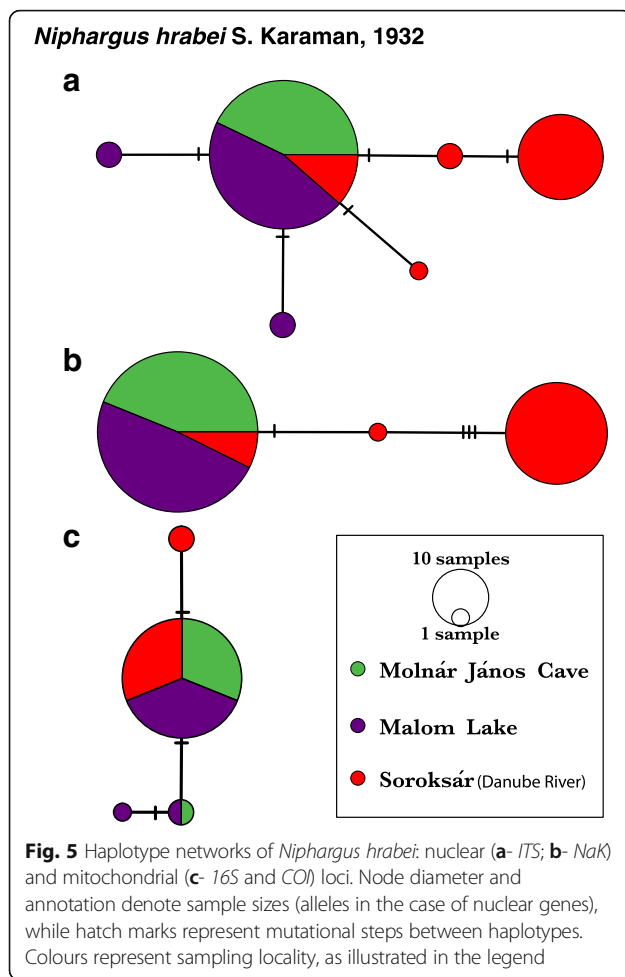 Niphargus hrabei S. Karaman, 1932
a
b
c
10 samples
1 sample
Molnár János Cave
Malom Lake
Soroksár (Danube River)
Fig. 5 Haplotype networks of Niphargus hrabei: nuclear (a- ITS; b- NaK)
and mitochondrial (c- 16S and COI) loci. Node diameter and
annotation denote sample sizes (alleles in the case of nuclear genes),
while hatch marks represent mutational steps between haplotypes.
Colours represent sampling locality, as illustrated in the legend